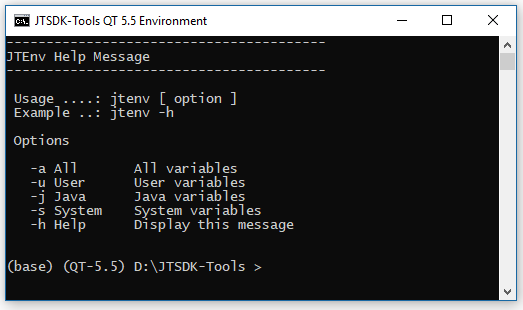 JTSDK-Tools QT 5.5 Environment
----------------------------------------
JTEnv Help Message
----------------------------------------
Usage ....: jtenv [ option ]
Example ..: jtenv -h
Options
-a All       All variables
-u User      User variables
-j Java      Java variables
-s System    System variables
-h Help      Display this message
(base) (QT-5.5) D:\JTSDK-Tools >